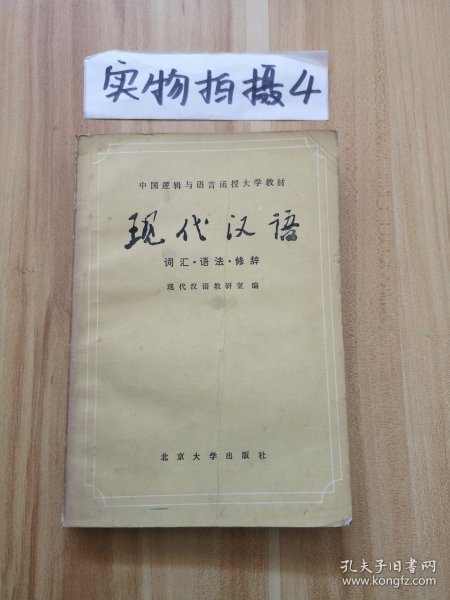 实物拍摄4
中国逻辑与语言函授大学教材
现代汉语
词汇·语法·修辞
现代汉语教研室 编
北京大学出版社
孔夫子旧书网
www.kongfz.com